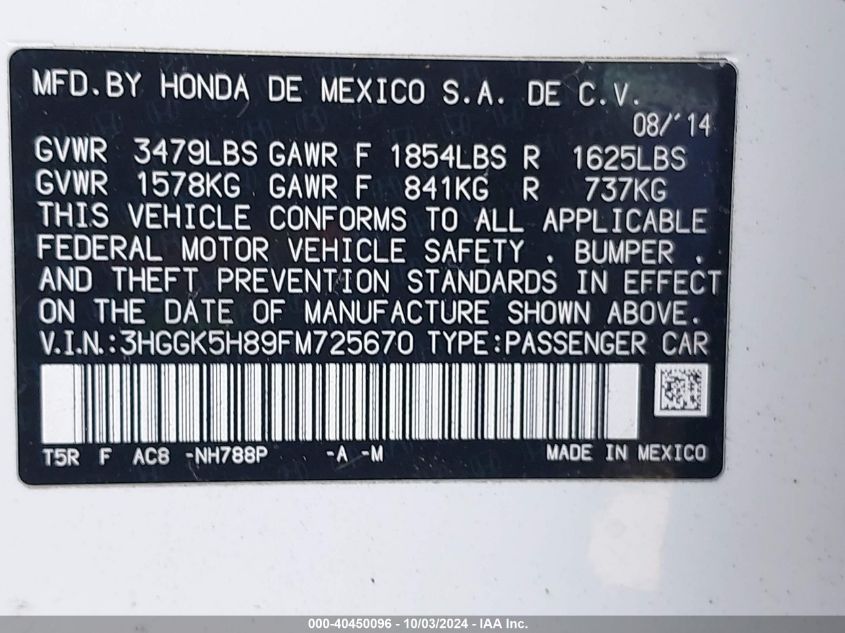 MFD.BY HONDA DE MEXICO S.A. DE C.V.
08/'14
GVWR 3479LBS GAWR F 1854LBS R 1625LBS
GVWR 1578KG GAWR F 841KG R 737KG
THIS VEHICLE CONFORMS TO ALL APPLICABLE
FEDERAL MOTOR VEHICLE SAFETY . BUMPER .
AND THEFT PREVENTION STANDARDS IN EFFECT
ON THE DATE OF MANUFACTURE SHOWN ABOVE.
V.I.N.:3HGGK5H89FM725670 TYPE:PASSENGER CAR
T5R F AC8 -NH788P -A -M MADE IN MEXICO
000-40450096 - 10/03/2024 - IAA Inc.